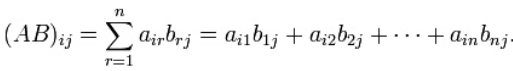 (AB)_{ij} = \sum_{r=1}^{n} a_{ir}b_{rj} = a_{i1}b_{1j} + a_{i2}b_{2j} + \cdots + a_{in}b_{nj}.